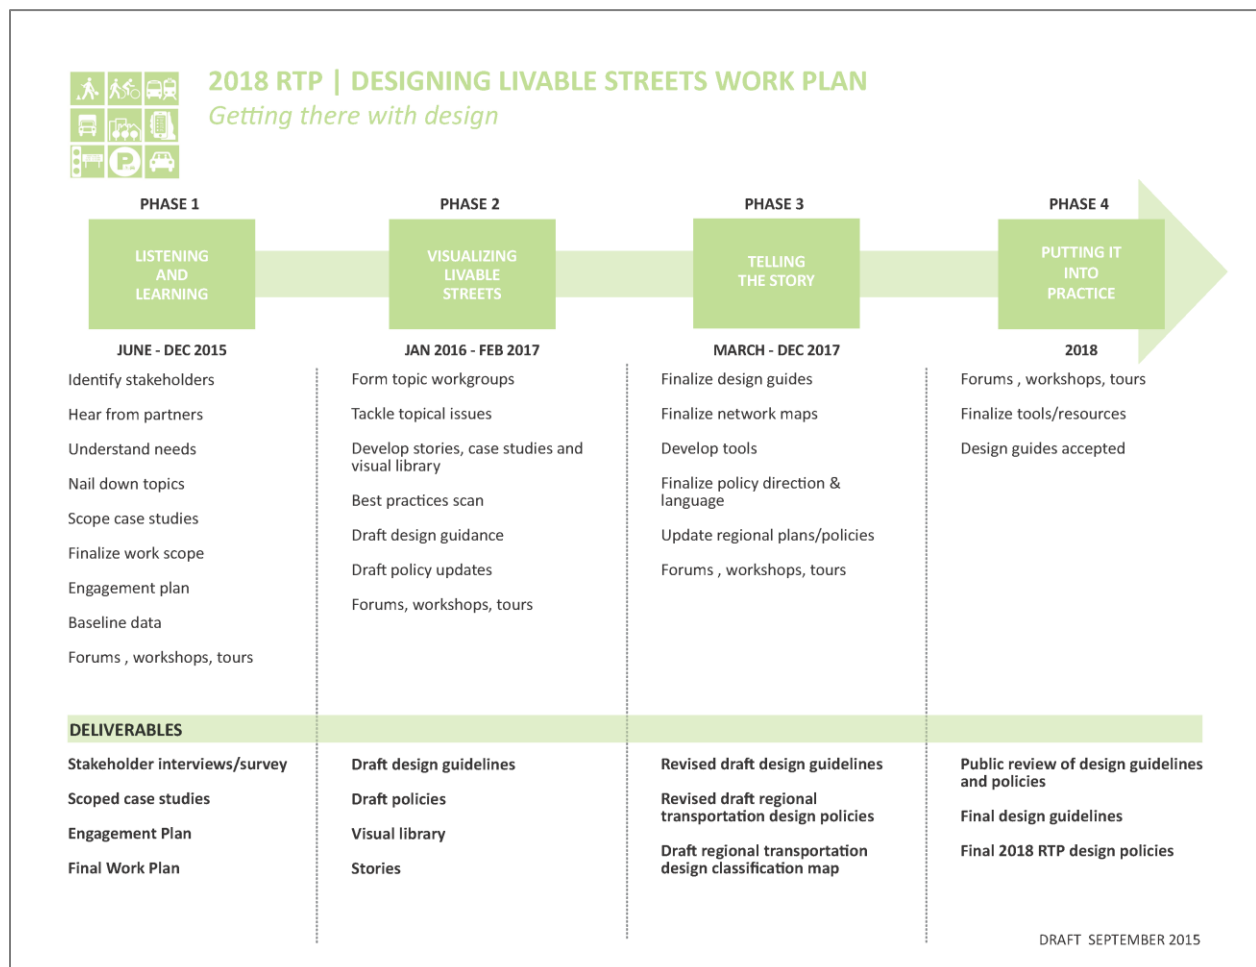 2018 RTP | DESIGNING LIVABLE STREETS WORK PLAN
Getting there with design
PHASE 1
LISTENING
AND
LEARNING
JUNE - DEC 2015
Identify stakeholders
Hear from partners
Understand needs
Nail down topics
Scope case studies
Finalize work scope
Engagement plan
Baseline data
Forums , workshops, tours
PHASE 2
VISUALIZING
LIVABLE
STREETS
JAN 2016 - FEB 2017
Form topic workgroups
Tackle topical issues
Develop stories, case studies and
visual library
Best practices scan
Draft design guidance
Draft policy updates
Forums, workshops, tours
PHASE 3
TELLING
THE STORY
MARCH - DEC 2017
Finalize design guides
Finalize network maps
Develop tools
Finalize policy direction &
language
Update regional plans/policies
Forums , workshops, tours
PHASE 4
PUTTING IT
INTO
PRACTICE
2018
Forums , workshops, tours
Finalize tools/resources
Design guides accepted
DELIVERABLES
Stakeholder interviews/survey
Scoped case studies
Engagement Plan
Final Work Plan
Draft design guidelines
Draft policies
Visual library
Stories
Revised draft design guidelines
Revised draft regional
transportation design policies
Draft regional transportation
design classification map
Public review of design guidelines
and policies
Final design guidelines
Final 2018 RTP design policies
DRAFT SEPTEMBER 2015